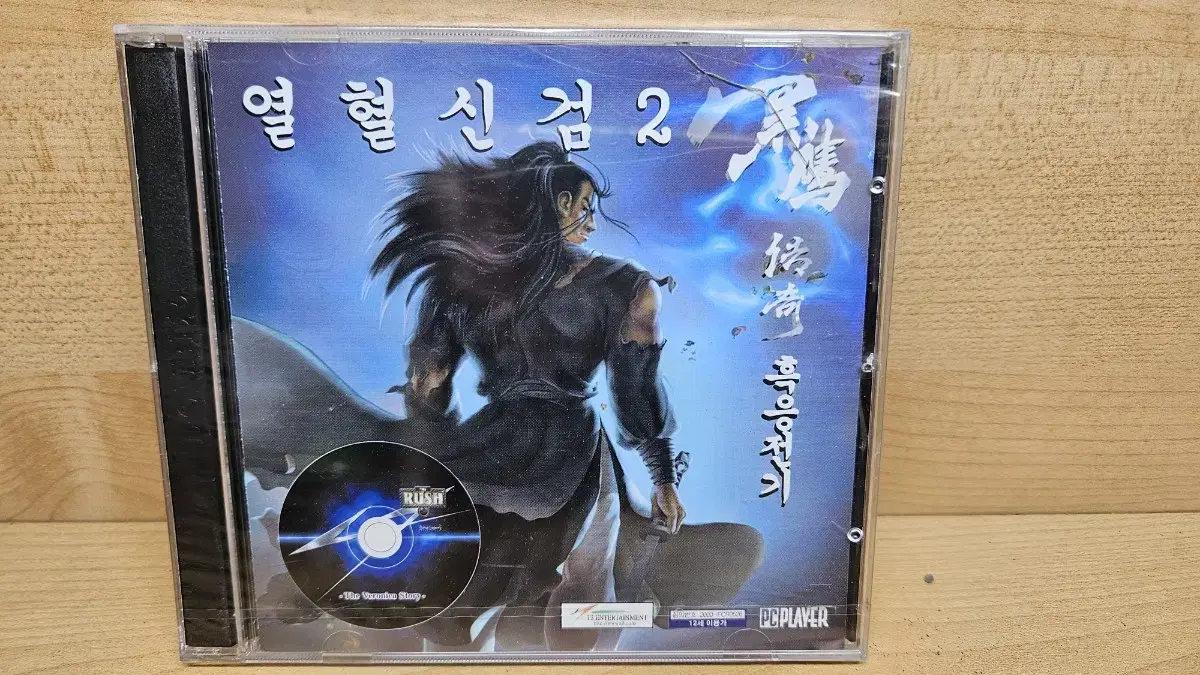 열혈신검2
黑鷹
傳奇
흑응전기
RUSH
- The Veronica Story -
ENTERTAINMENT
12세 이용가
PC PLAYER